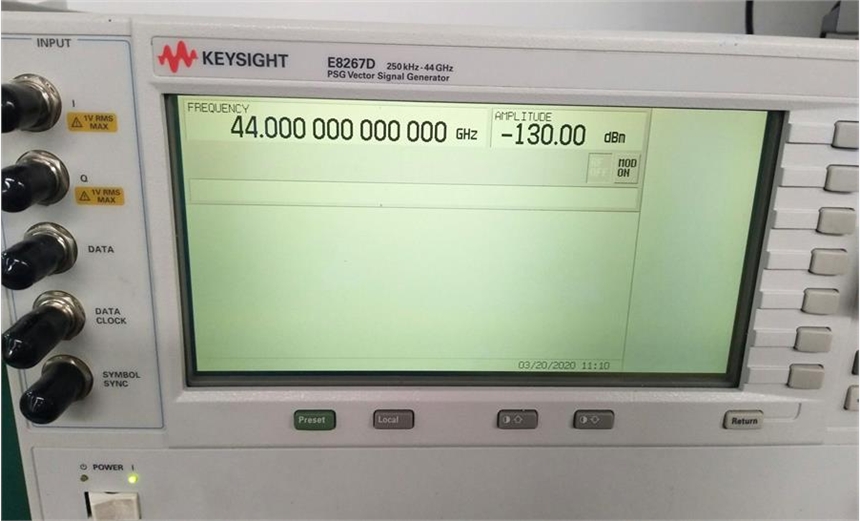 INPUT
KEYSIGHT
E8267D 250 kHz - 44 GHz
PSG Vector Signal Generator
I
1V RMS
MAX
Q
1V RMS
MAX
DATA
DATA
CLOCK
SYMBOL
SYNC
FREQUENCY
44.000 000 000 000 GHz
AMPLITUDE
-130.00 dBm
RF
OFF
MOD
ON
03/20/2020 11:10
Preset
Local
Return
POWER